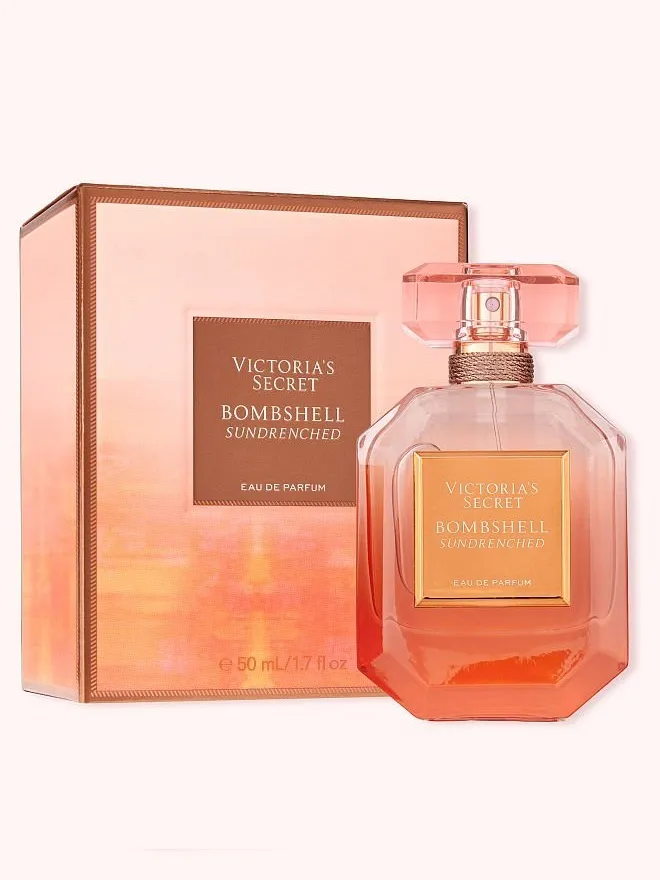 VICTORIA'S
SECRET
BOMBSHELL
SUNDRENCHED
EAU DE PARFUM
℮ 50 mL/1.7 fl oz
VICTORIA'S
SECRET
BOMBSHELL
SUNDRENCHED
EAU DE PARFUM